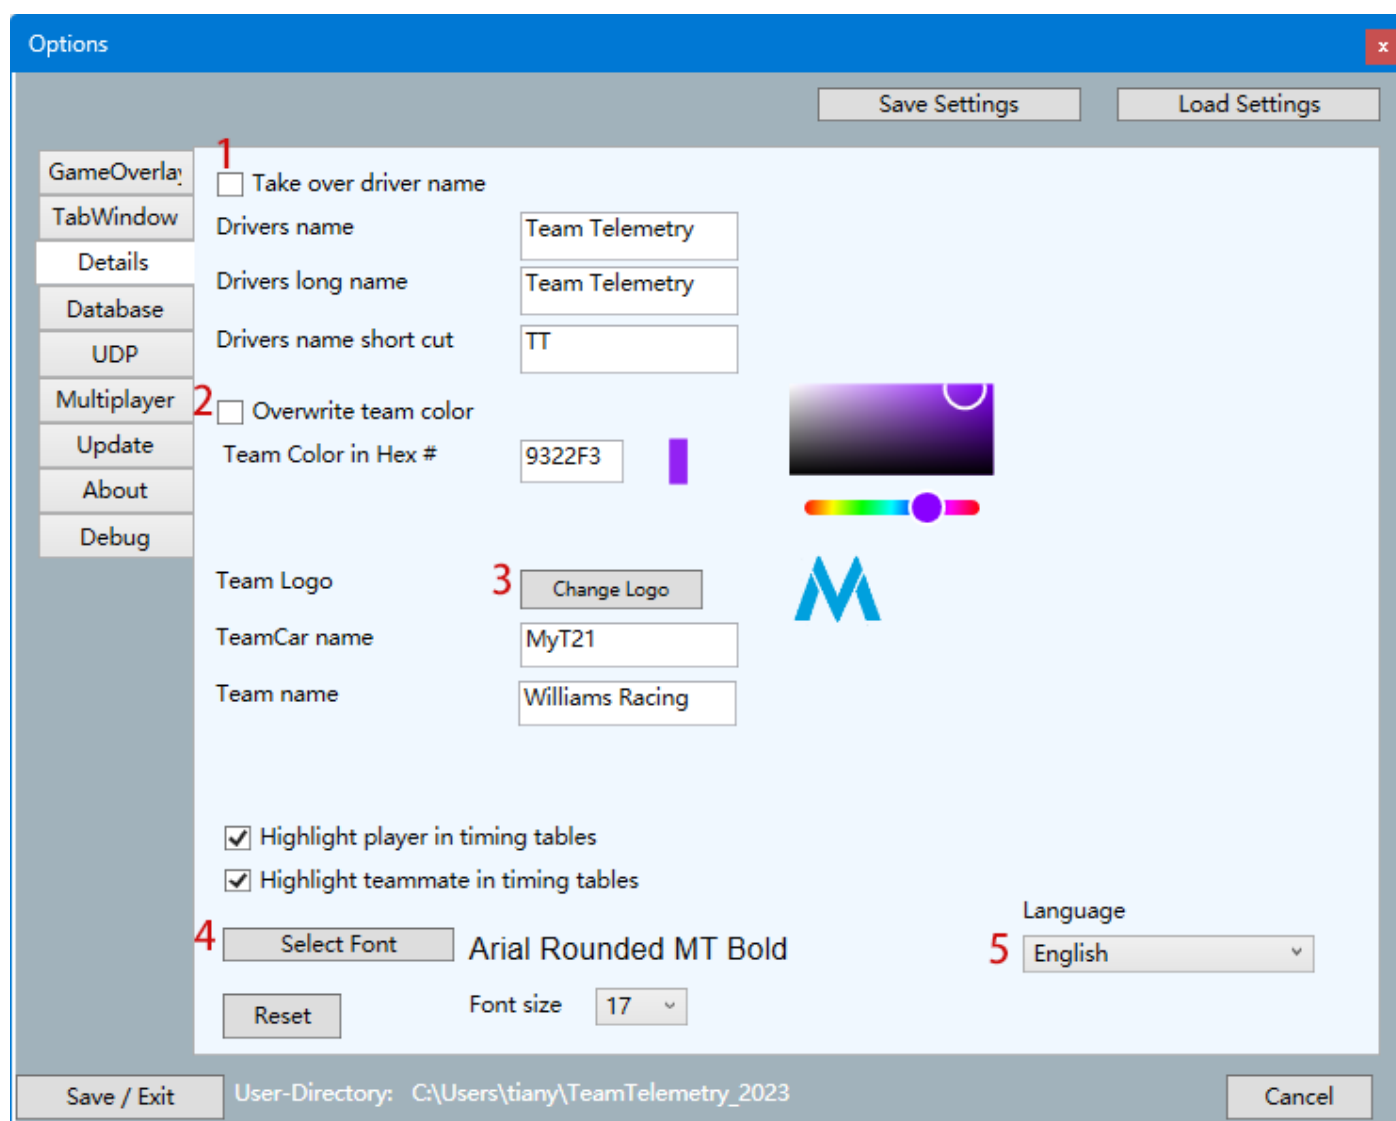 Options
x
Save Settings
Load Settings
GameOverlay
TabWindow
Details
Database
UDP
Multiplayer
Update
About
Debug
1
Take over driver name
Drivers name
Team Telemetry
Drivers long name
Team Telemetry
Drivers name short cut
TT
2
Overwrite team color
Team Color in Hex #
9322F3
Team Logo
3
Change Logo
TeamCar name
MyT21
Team name
Williams Racing
Highlight player in timing tables
Highlight teammate in timing tables
4
Select Font
Arial Rounded MT Bold
Language
5
English
Reset
Font size
17
Save / Exit
User-Directory: C:\Users\tiany\TeamTelemetry_2023
Cancel